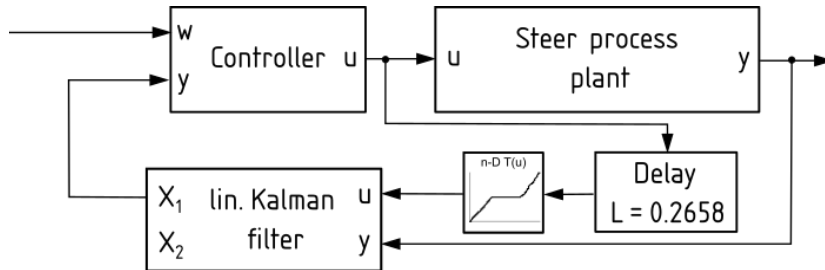 w
Controller
u
y
u
Steer process
plant
y
n-D T(u)
Delay
L = 0.2658
X1
lin. Kalman
u
X2
filter
y